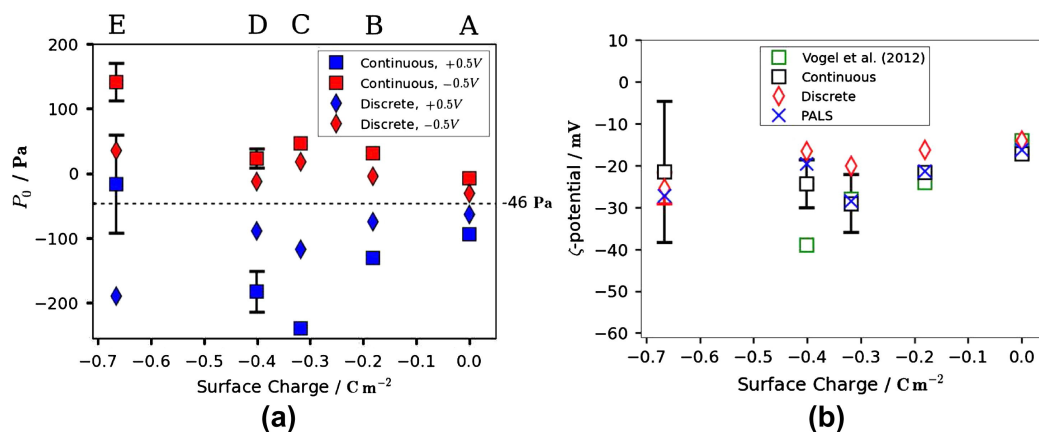 E D C B A
200
100
0
−100
−200
P₀ / Pa
Continuous, +0.5V
Continuous, −0.5V
Discrete, +0.5V
Discrete, −0.5V
-46 Pa
−0.7 −0.6 −0.5 −0.4 −0.3 −0.2 −0.1 0.0
Surface Charge / C m⁻²
(a)
10
0
−10
−20
−30
−40
−50
−60
ζ-potential / mV
Vogel et al. (2012)
Continuous
Discrete
PALS
−0.7 −0.6 −0.5 −0.4 −0.3 −0.2 −0.1 0.0
Surface Charge / C m⁻²
(b)